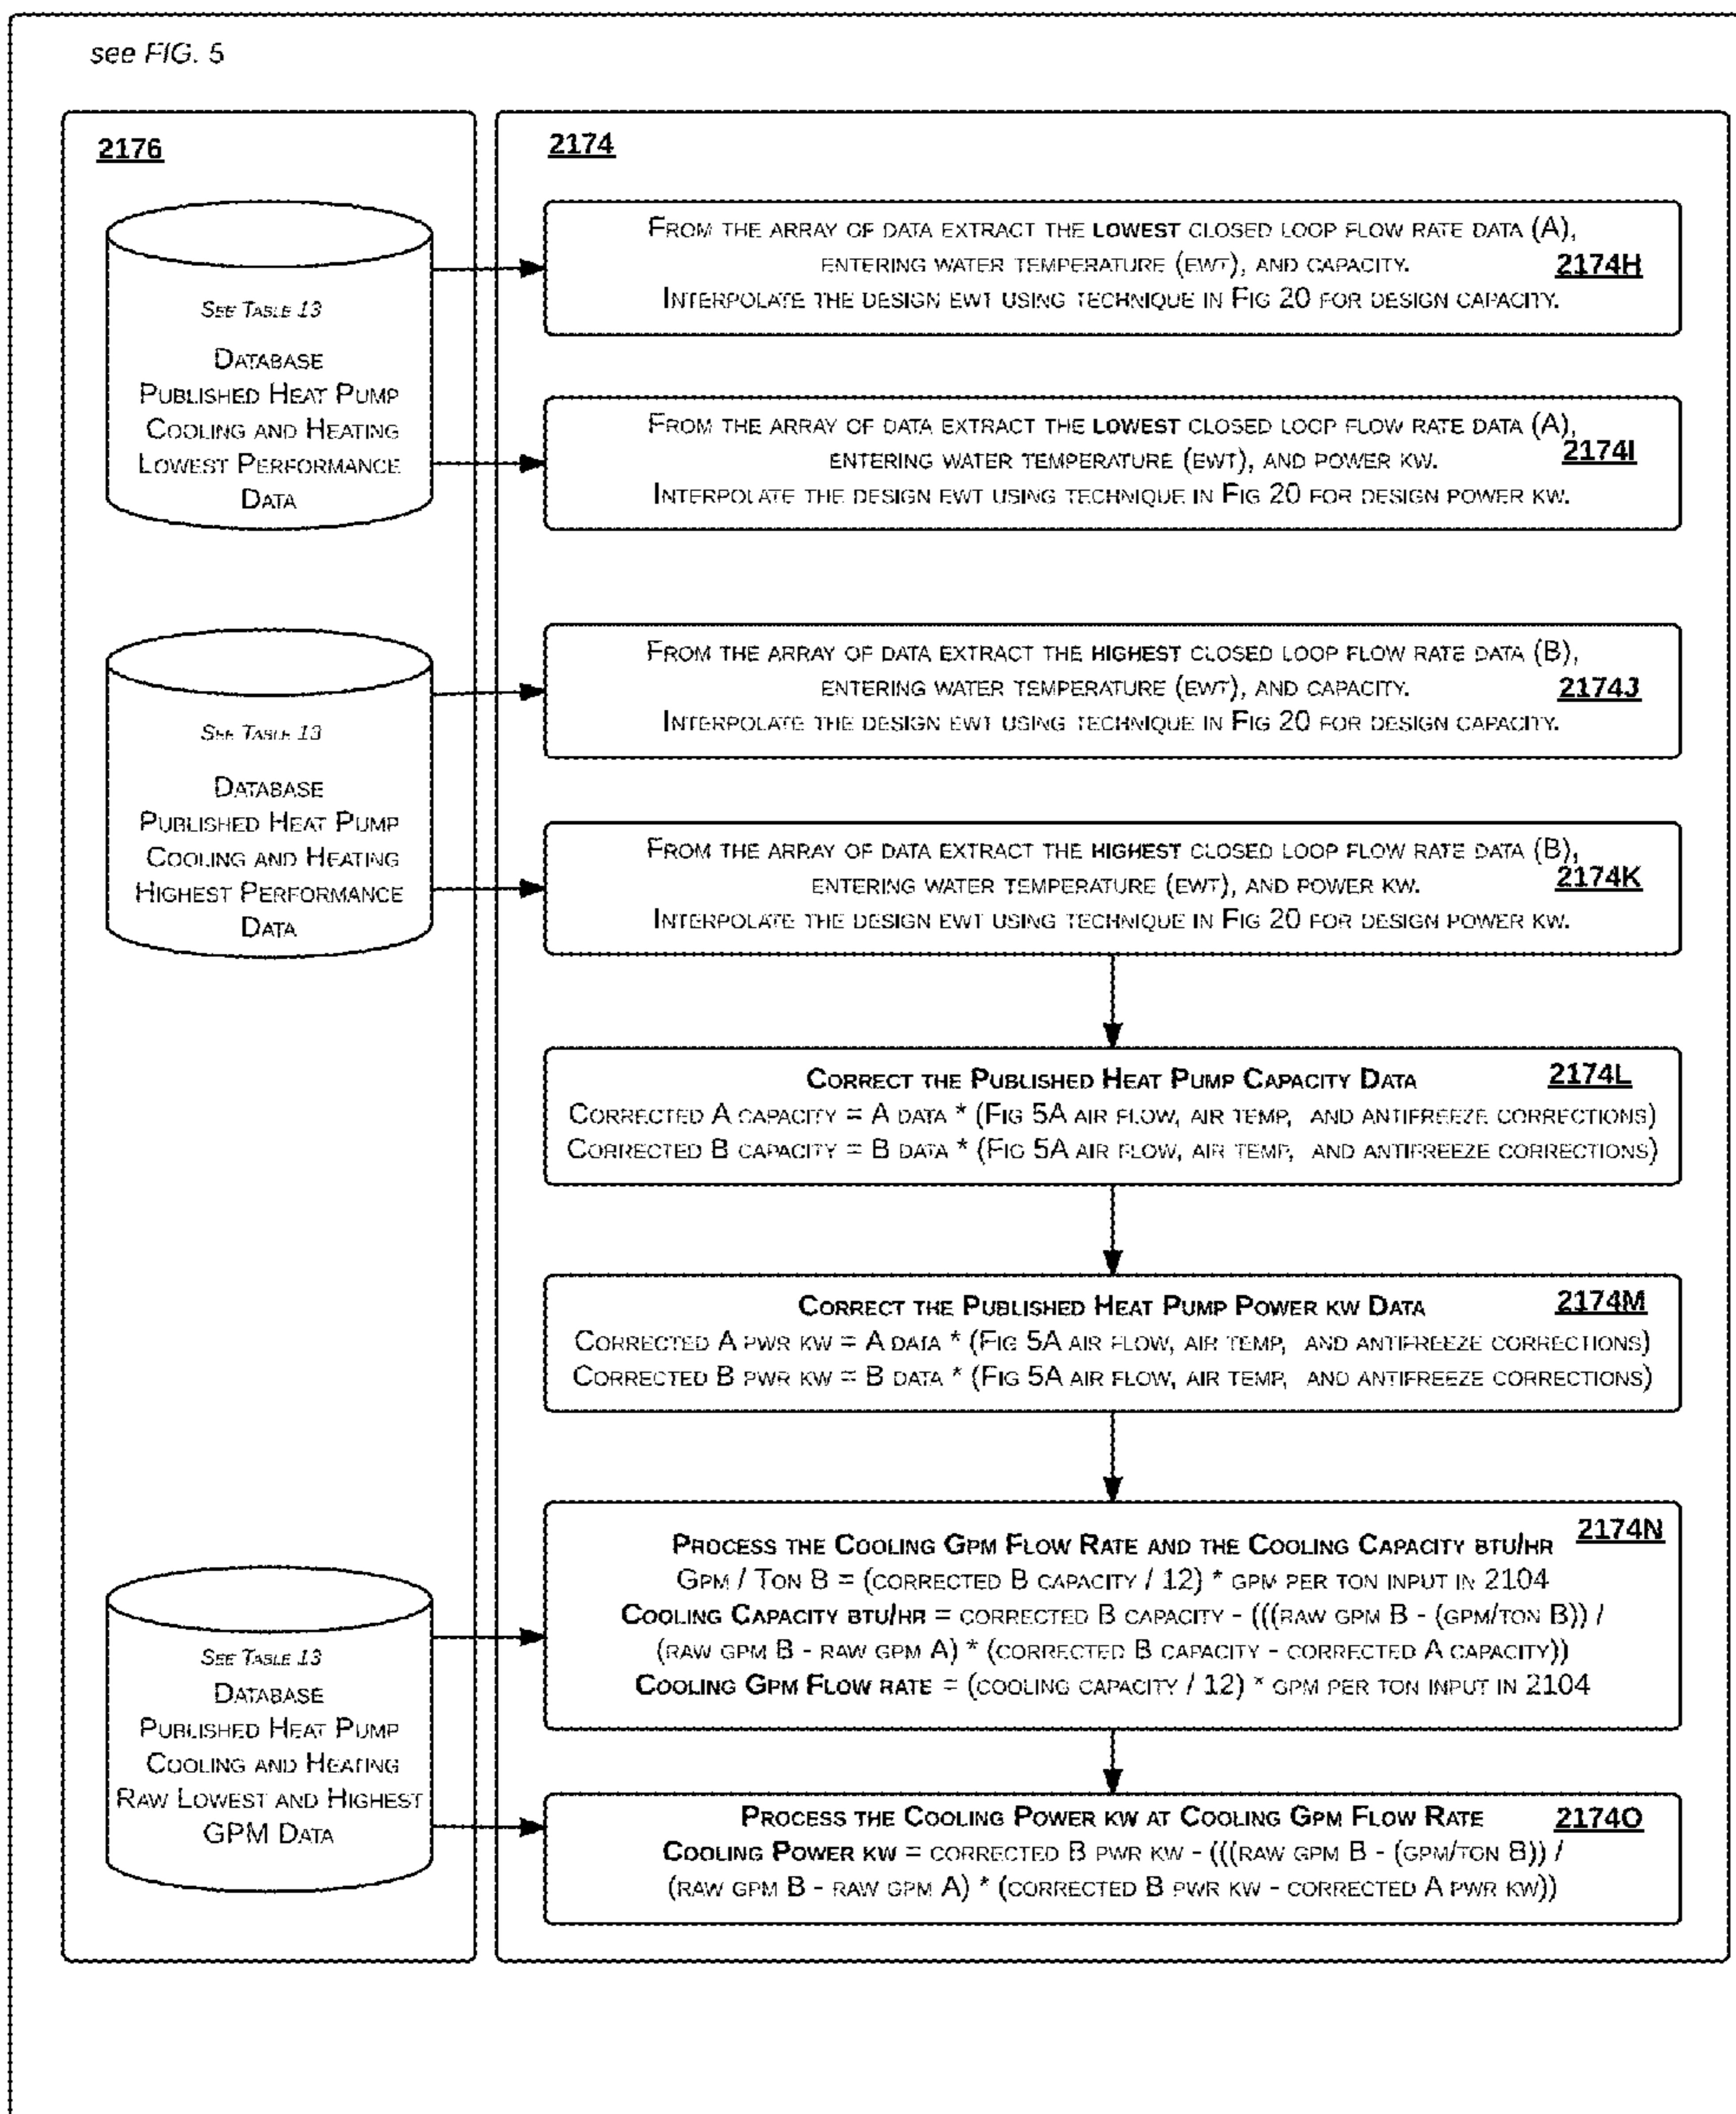 see FIG. 5
2176
SEE TABLE 13
DATABASE
PUBLISHED HEAT PUMP
COOLING AND HEATING
LOWEST PERFORMANCE
DATA
SEE TABLE 13
DATABASE
PUBLISHED HEAT PUMP
COOLING AND HEATING
HIGHEST PERFORMANCE
DATA
SEE TABLE 13
DATABASE
PUBLISHED HEAT PUMP
COOLING AND HEATING
RAW LOWEST AND HIGHEST
GPM DATA
2174
FROM THE ARRAY OF DATA EXTRACT THE LOWEST CLOSED LOOP FLOW RATE DATA (A),
ENTERING WATER TEMPERATURE (EWT), AND CAPACITY. 2174H
INTERPOLATE THE DESIGN EWT USING TECHNIQUE IN FIG 20 FOR DESIGN CAPACITY.
FROM THE ARRAY OF DATA EXTRACT THE LOWEST CLOSED LOOP FLOW RATE DATA (A),
ENTERING WATER TEMPERATURE (EWT), AND POWER KW. 2174I
INTERPOLATE THE DESIGN EWT USING TECHNIQUE IN FIG 20 FOR DESIGN POWER KW.
FROM THE ARRAY OF DATA EXTRACT THE HIGHEST CLOSED LOOP FLOW RATE DATA (B),
ENTERING WATER TEMPERATURE (EWT), AND CAPACITY. 2174J
INTERPOLATE THE DESIGN EWT USING TECHNIQUE IN FIG 20 FOR DESIGN CAPACITY.
FROM THE ARRAY OF DATA EXTRACT THE HIGHEST CLOSED LOOP FLOW RATE DATA (B),
ENTERING WATER TEMPERATURE (EWT), AND POWER KW. 2174K
INTERPOLATE THE DESIGN EWT USING TECHNIQUE IN FIG 20 FOR DESIGN POWER KW.
CORRECT THE PUBLISHED HEAT PUMP CAPACITY DATA 2174L
CORRECTED A CAPACITY = A DATA * (FIG 5A AIR FLOW, AIR TEMP, AND ANTIFREEZE CORRECTIONS)
CORRECTED B CAPACITY = B DATA * (FIG 5A AIR FLOW, AIR TEMP, AND ANTIFREEZE CORRECTIONS)
CORRECT THE PUBLISHED HEAT PUMP POWER KW DATA 2174M
CORRECTED A PWR KW = A DATA * (FIG 5A AIR FLOW, AIR TEMP, AND ANTIFREEZE CORRECTIONS)
CORRECTED B PWR KW = B DATA * (FIG 5A AIR FLOW, AIR TEMP, AND ANTIFREEZE CORRECTIONS)
PROCESS THE COOLING GPM FLOW RATE AND THE COOLING CAPACITY BTU/HR 2174N
GPM / TON B = (CORRECTED B CAPACITY / 12) * GPM PER TON INPUT IN 2104
COOLING CAPACITY BTU/HR = CORRECTED B CAPACITY - (((RAW GPM B - (GPM/TON B)) /
(RAW GPM B - RAW GPM A) * (CORRECTED B CAPACITY - CORRECTED A CAPACITY))
COOLING GPM FLOW RATE = (COOLING CAPACITY / 12) * GPM PER TON INPUT IN 2104
PROCESS THE COOLING POWER KW AT COOLING GPM FLOW RATE 2174O
COOLING POWER KW = CORRECTED B PWR KW - (((RAW GPM B - (GPM/TON B)) /
(RAW GPM B - RAW GPM A) * (CORRECTED B PWR KW - CORRECTED A PWR KW))